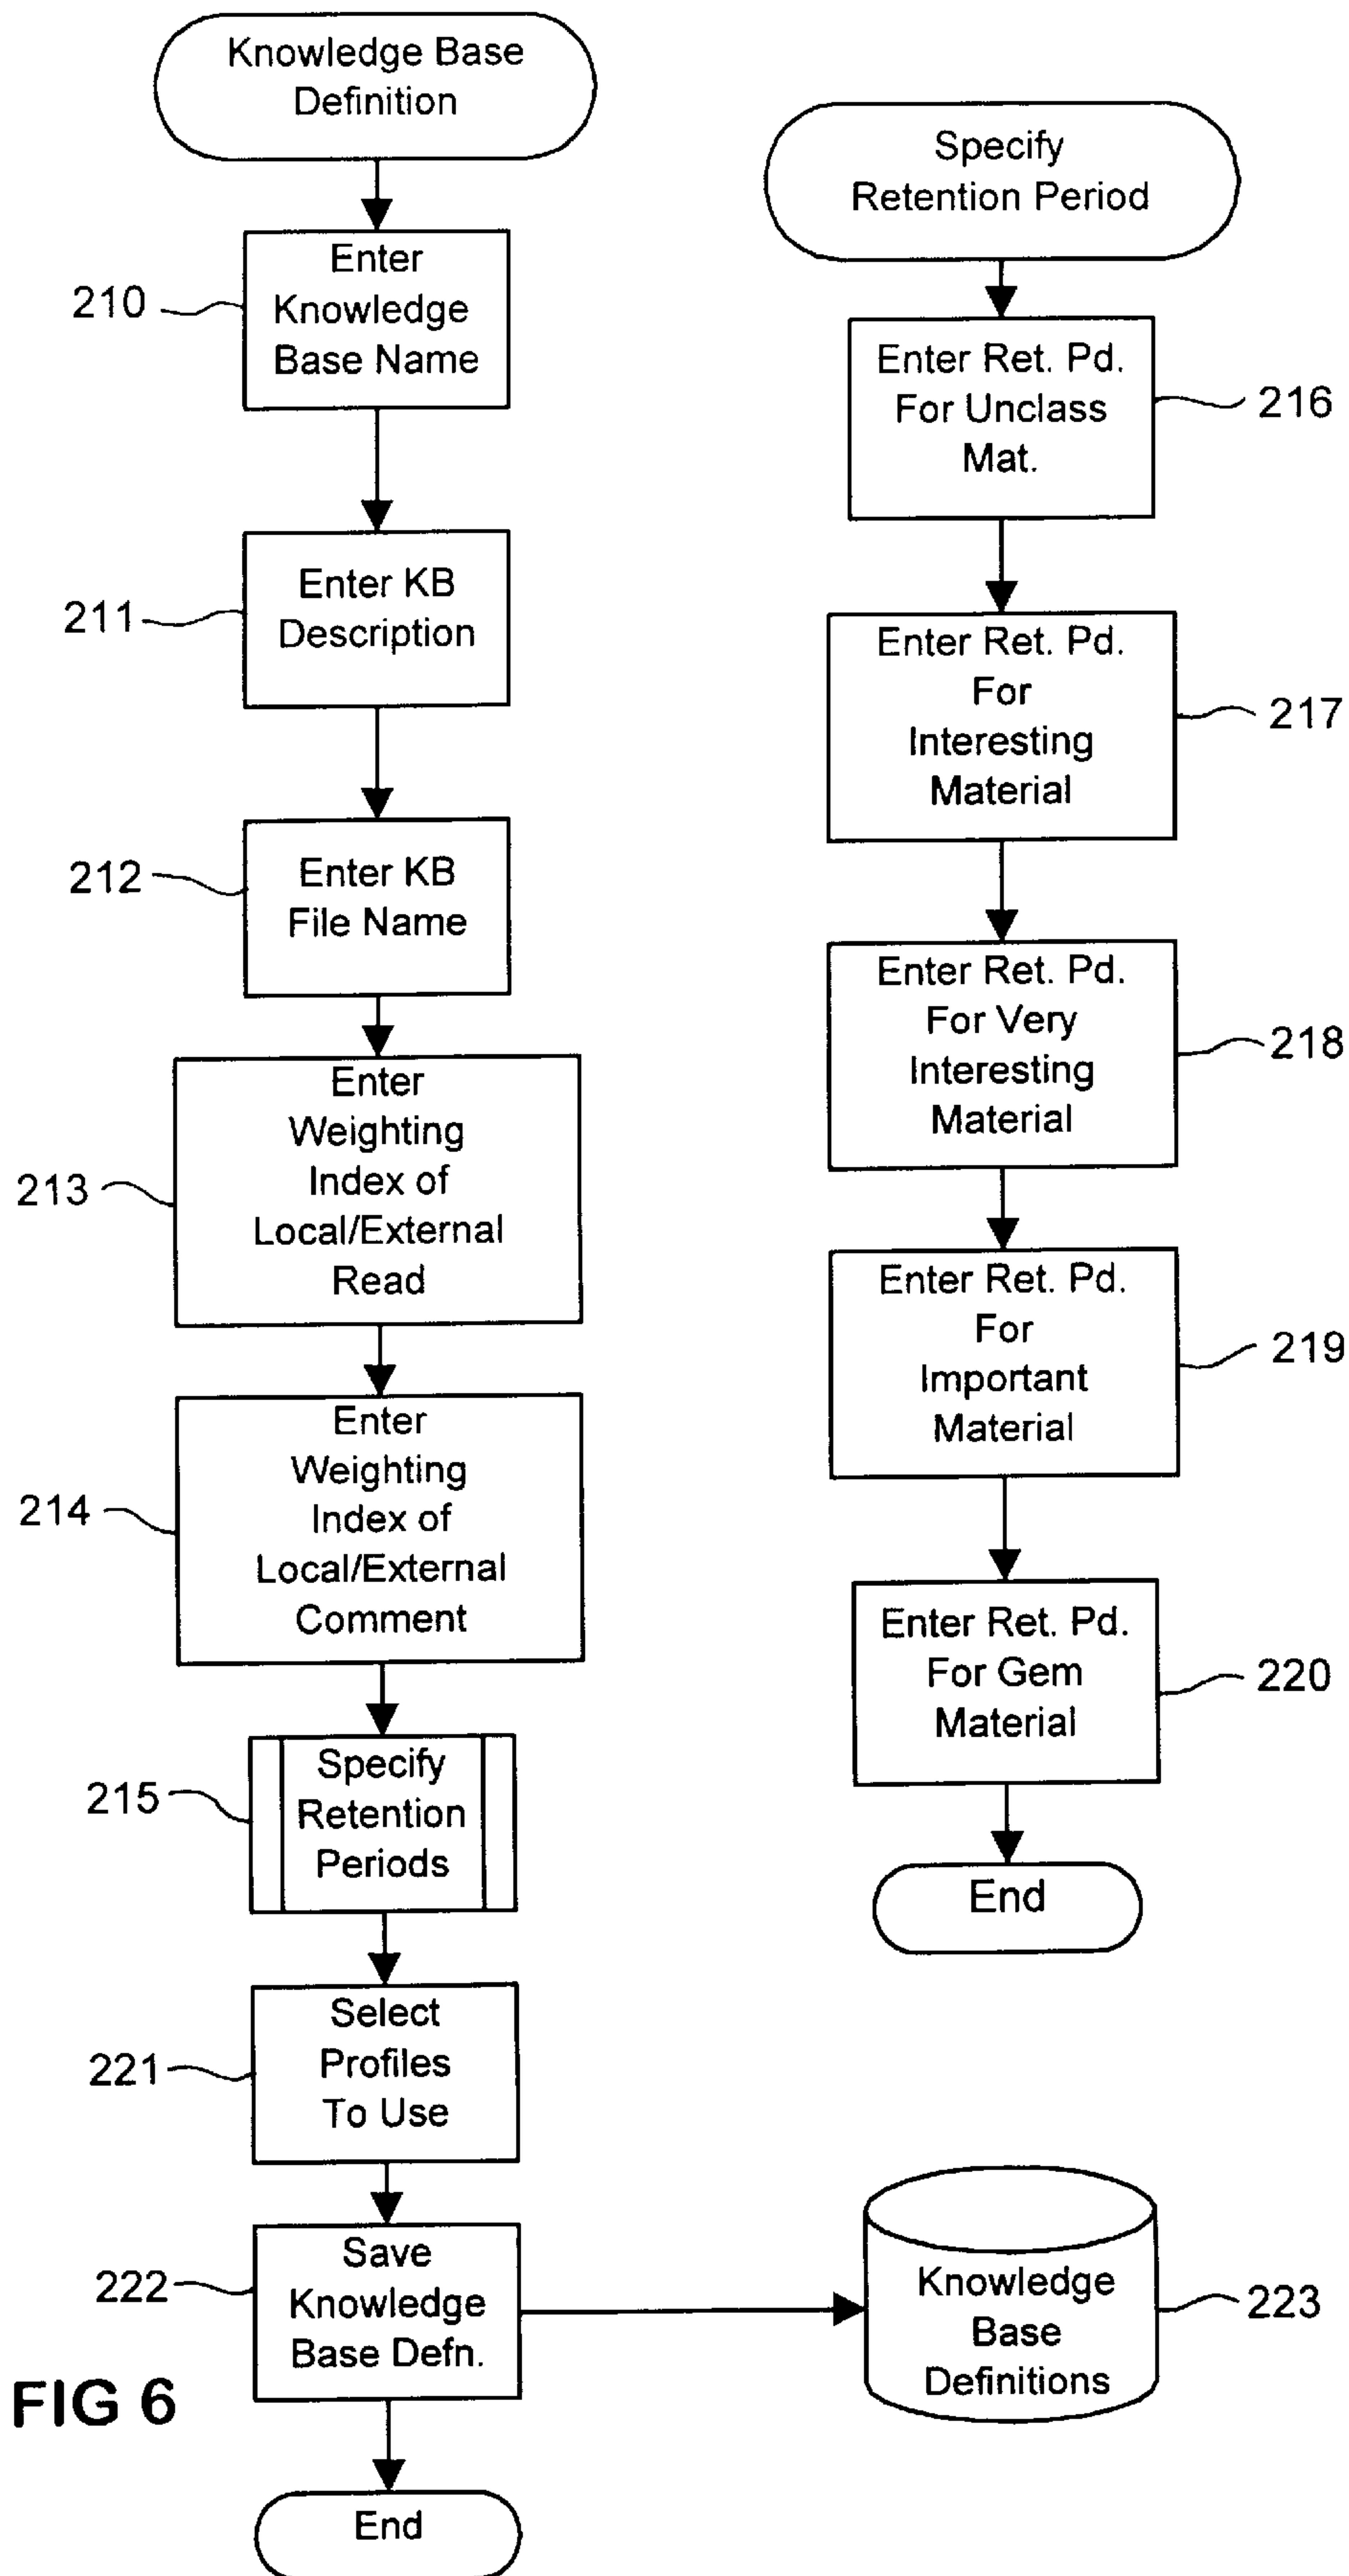 Knowledge Base
Definition
210
Enter
Knowledge
Base Name
211
Enter KB
Description
212
Enter KB
File Name
213
Enter
Weighting
Index of
Local/External
Read
214
Enter
Weighting
Index of
Local/External
Comment
215
Specify
Retention
Periods
221
Select
Profiles
To Use
222
Save
Knowledge
Base Defn.
End
Specify
Retention Period
Enter Ret. Pd.
For Unclass
Mat.
216
Enter Ret. Pd.
For
Interesting
Material
217
Enter Ret. Pd.
For Very
Interesting
Material
218
Enter Ret. Pd.
For
Important
Material
219
Enter Ret. Pd.
For Gem
Material
220
End
Knowledge
Base
Definitions
223
FIG 6